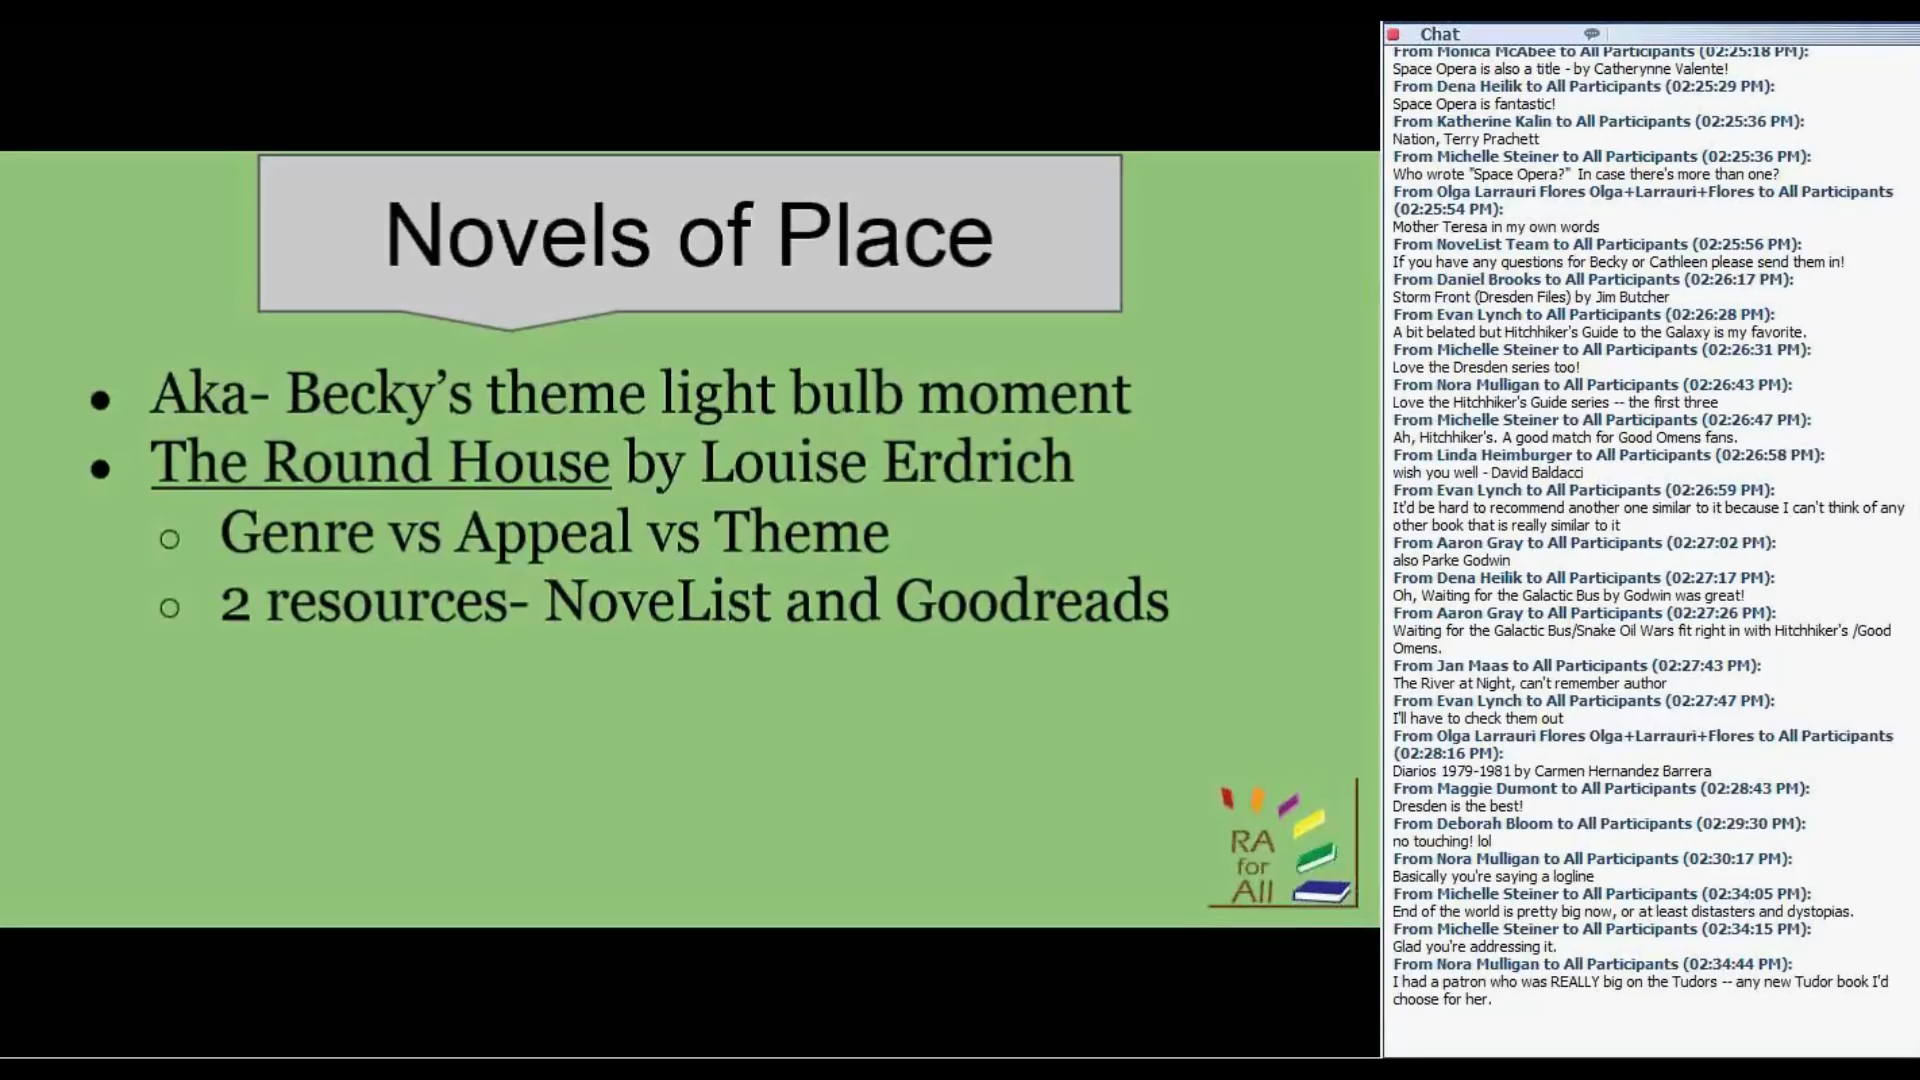 Novels of Place
● Aka- Becky's theme light bulb moment
● The Round House by Louise Erdrich
○ Genre vs Appeal vs Theme
○ 2 resources- NoveList and Goodreads
RA
for
All
Chat
From Monica McAbee to All Participants (02:25:18 PM):
Space Opera is also a title - by Catherynne Valente!
From Dena Heilik to All Participants (02:25:29 PM):
Space Opera is fantastic!
From Katherine Kalin to All Participants (02:25:36 PM):
Nation, Terry Prachett
From Michelle Steiner to All Participants (02:25:36 PM):
Who wrote "Space Opera?"  In case there's more than one?
From Olga Larrauri Flores Olga+Larrauri+Flores to All Participants
(02:25:54 PM):
Mother Teresa in my own words
From NoveList Team to All Participants (02:25:56 PM):
If you have any questions for Becky or Cathleen please send them in!
From Daniel Brooks to All Participants (02:26:17 PM):
Storm Front (Dresden Files) by Jim Butcher
From Evan Lynch to All Participants (02:26:28 PM):
A bit belated but Hitchhiker's Guide to the Galaxy is my favorite.
From Michelle Steiner to All Participants (02:26:31 PM):
Love the Dresden series too!
From Nora Mulligan to All Participants (02:26:43 PM):
Love the Hitchhiker's Guide series -- the first three
From Michelle Steiner to All Participants (02:26:47 PM):
Ah, Hitchhiker's. A good match for Good Omens fans.
From Linda Heimburger to All Participants (02:26:58 PM):
wish you well - David Baldacci
From Evan Lynch to All Participants (02:26:59 PM):
It'd be hard to recommend another one similar to it because I can't think of any
other book that is really similar to it
From Aaron Gray to All Participants (02:27:02 PM):
also Parke Godwin
From Dena Heilik to All Participants (02:27:17 PM):
Oh, Waiting for the Galactic Bus by Godwin was great!
From Aaron Gray to All Participants (02:27:26 PM):
Waiting for the Galactic Bus/Snake Oil Wars fit right in with Hitchhiker's /Good
Omens.
From Jan Maas to All Participants (02:27:43 PM):
The River at Night, can't remember author
From Evan Lynch to All Participants (02:27:47 PM):
I'll have to check them out
From Olga Larrauri Flores Olga+Larrauri+Flores to All Participants
(02:28:16 PM):
Diarios 1979-1981 by Carmen Hernandez Barrera
From Maggie Dumont to All Participants (02:28:43 PM):
Dresden is the best!
From Deborah Bloom to All Participants (02:29:30 PM):
no touching! lol
From Nora Mulligan to All Participants (02:30:17 PM):
Basically you're saying a logline
From Michelle Steiner to All Participants (02:34:05 PM):
End of the world is pretty big now, or at least distasters and dystopias.
From Michelle Steiner to All Participants (02:34:15 PM):
Glad you're addressing it.
From Nora Mulligan to All Participants (02:34:44 PM):
I had a patron who was REALLY big on the Tudors -- any new Tudor book I'd
choose for her.